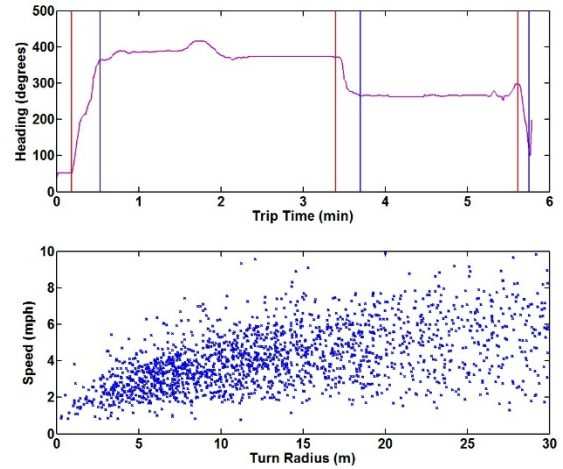 500
400
300
200
100
0
Heading (degrees)
0 1 2 3 4 5 6
Trip Time (min)
10
8
6
4
2
0
Speed (mph)
0 5 10 15 20 25 30
Turn Radius (m)